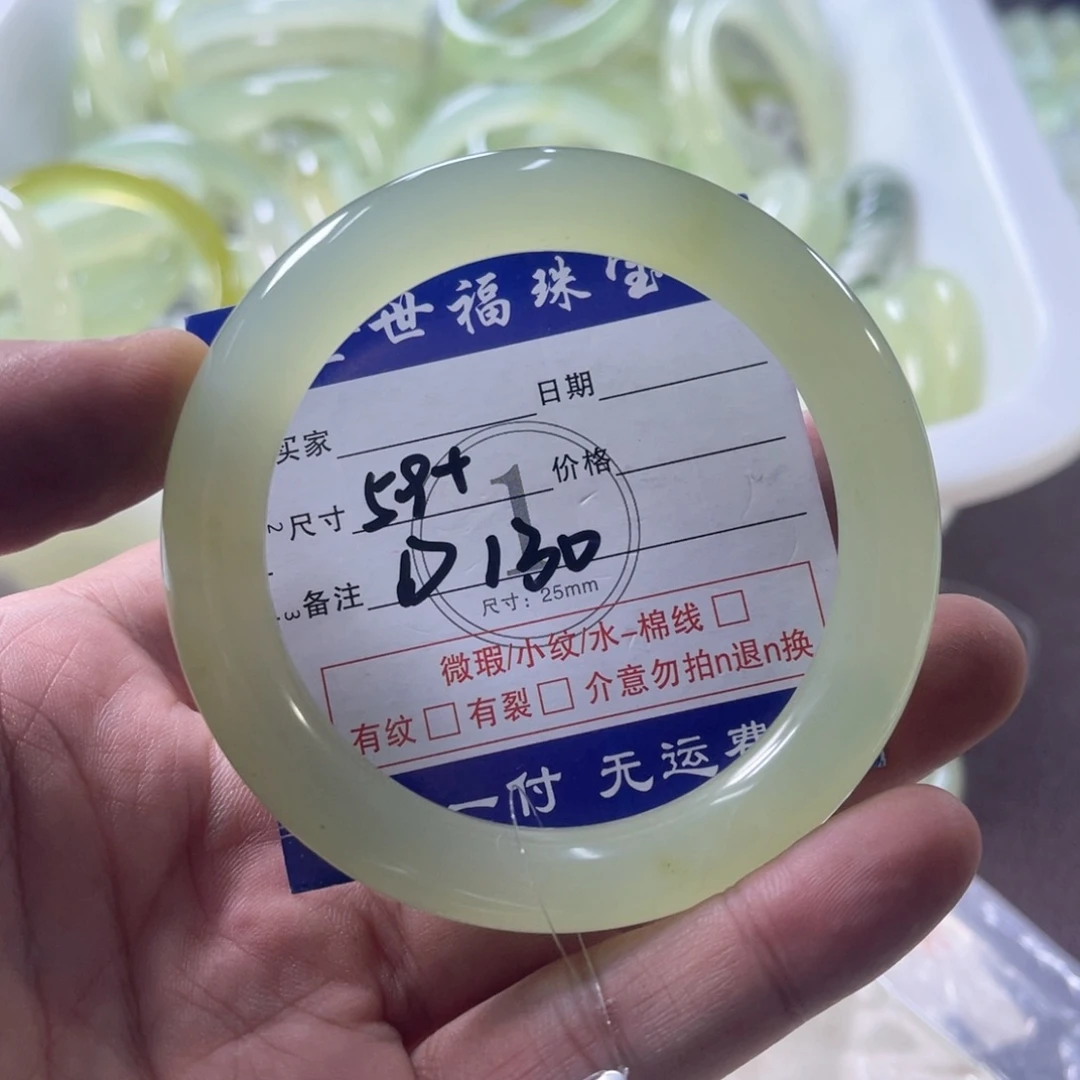 世福珠宝
日期
买家
尺寸 59+ 价格
备注 D130
1
尺寸：25mm
微瑕/小纹/水-棉线 □
有纹 □ 有裂 □ 介意勿拍n退n换
一付 无运费